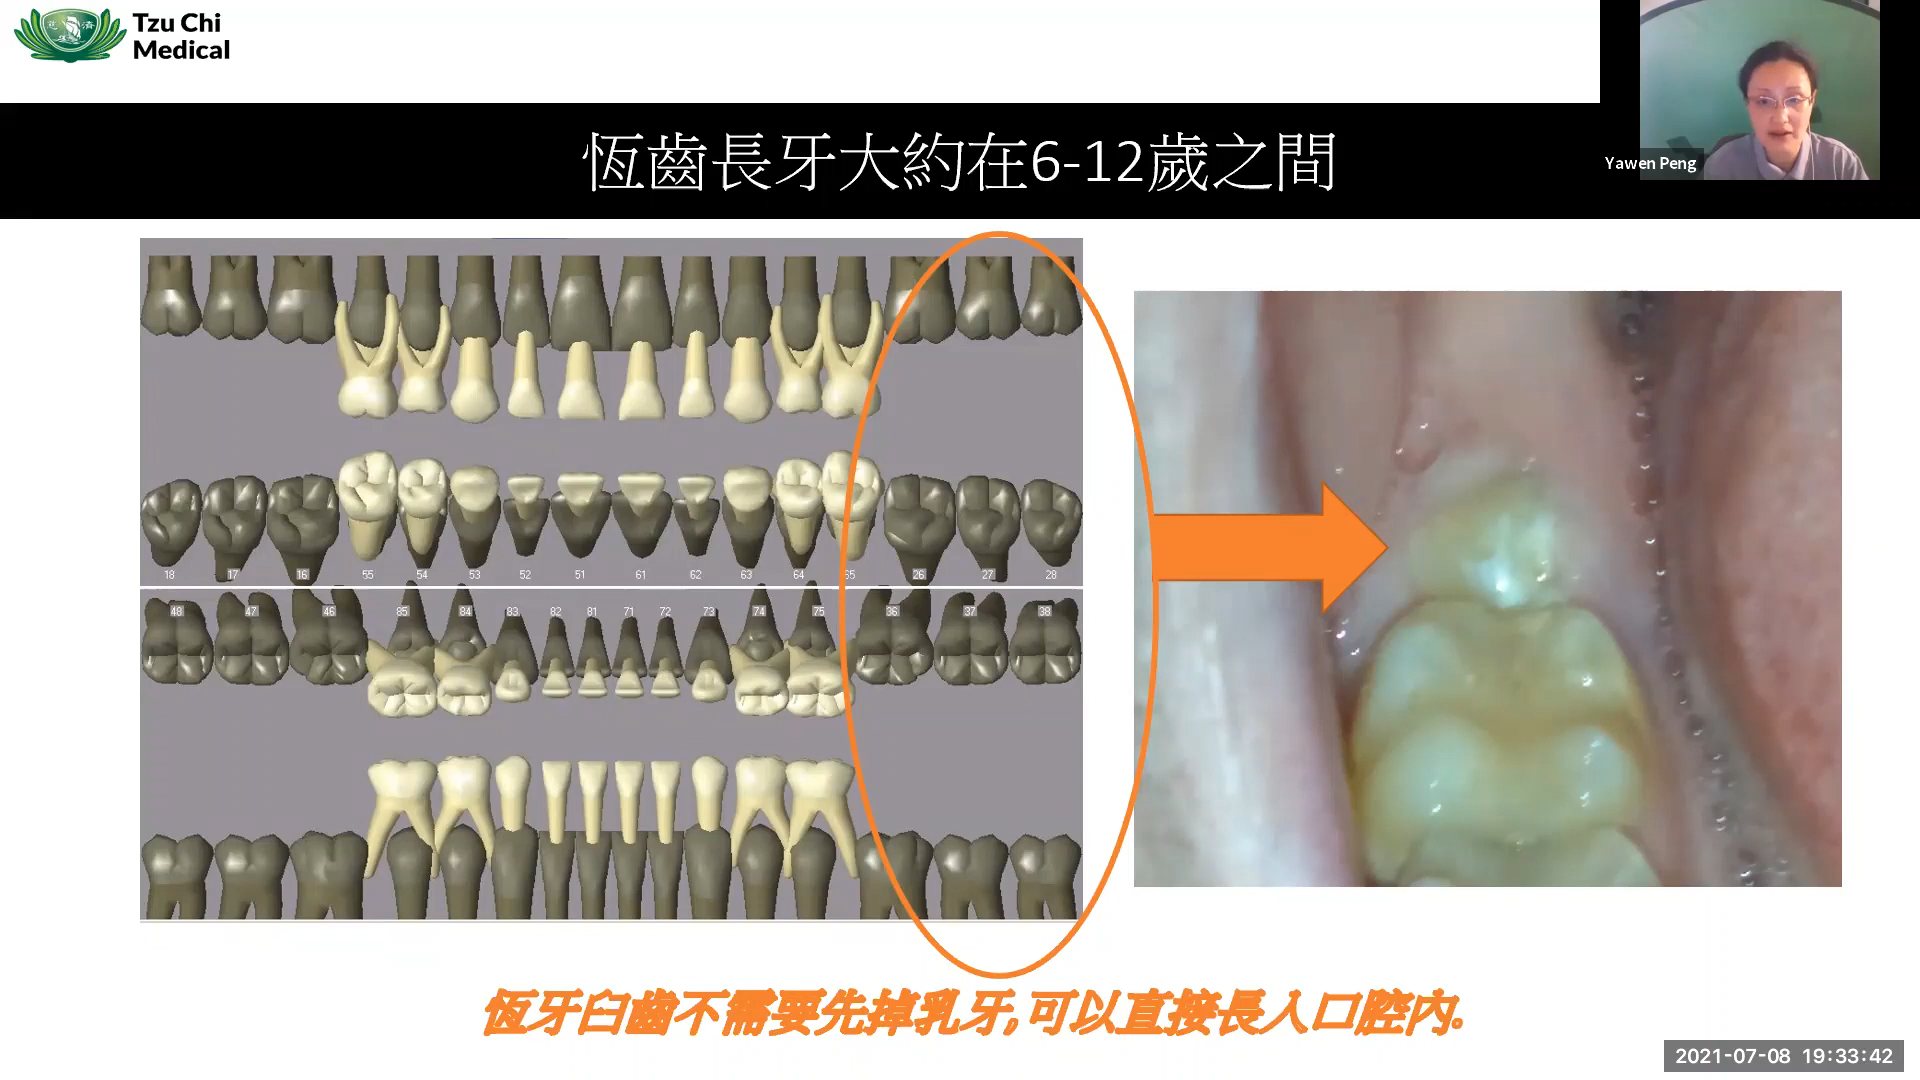 Tzu Chi
Medical
恆齒長牙大約在6-12歲之間
Yawen Peng
18 17 16 55 54 53 52 51 61 62 63 64 65 26 27 28
48 47 46 85 84 83 82 81 71 72 73 74 75 36 37 38
恆牙臼齒不需要先掉乳牙,可以直接長入口腔內.
2021-07-08 19:33:42